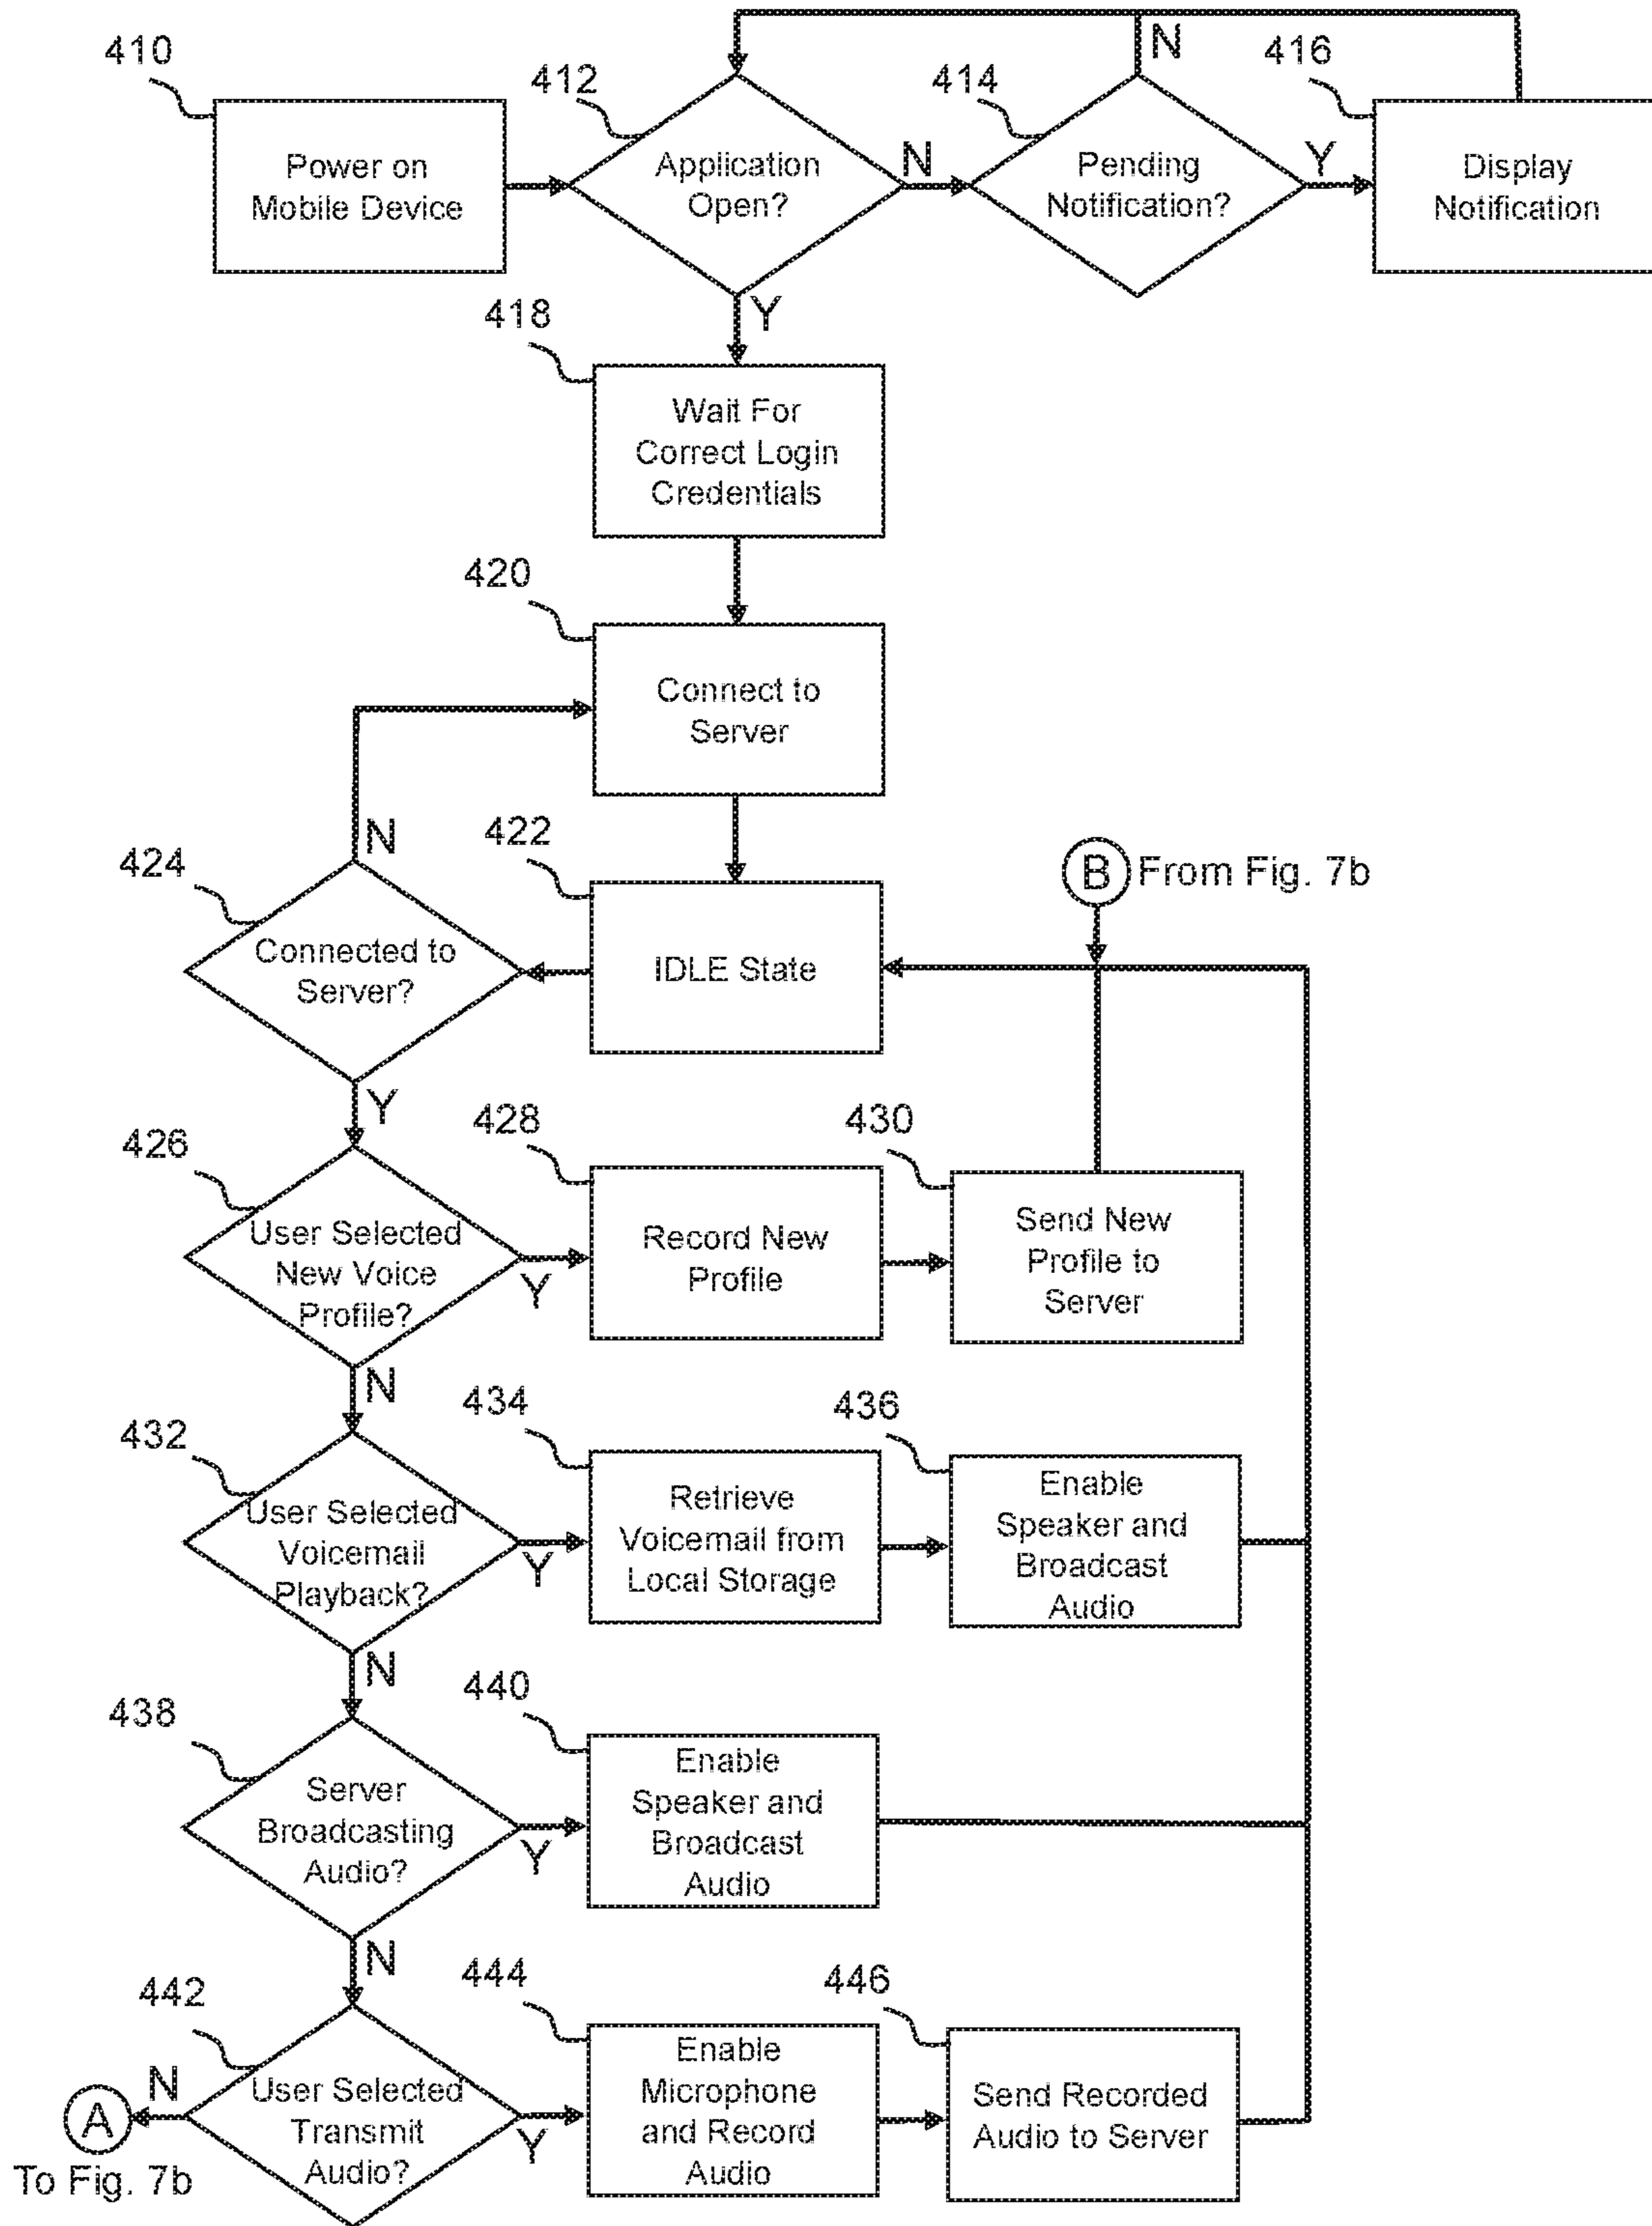 410
412
N
414
416
Power on
Mobile Device
Application
Open?
N
Pending
Notification?
Y
Display
Notification
Y
418
Wait For
Correct Login
Credentials
420
Connect to
Server
N
422
424
B From Fig. 7b
Connected to
Server?
IDLE State
Y
426
428
430
User Selected
New Voice
Profile?
Y
Record New
Profile
Send New
Profile to
Server
N
432
434
436
User Selected
Voicemail
Playback?
Y
Retrieve
Voicemail from
Local Storage
Enable
Speaker and
Broadcast
Audio
N
438
440
Server
Broadcasting
Audio?
Y
Enable
Speaker and
Broadcast
Audio
N
442
444
446
N
A
To Fig. 7b
User Selected
Transmit
Audio?
Y
Enable
Microphone
and Record
Audio
Send Recorded
Audio to Server